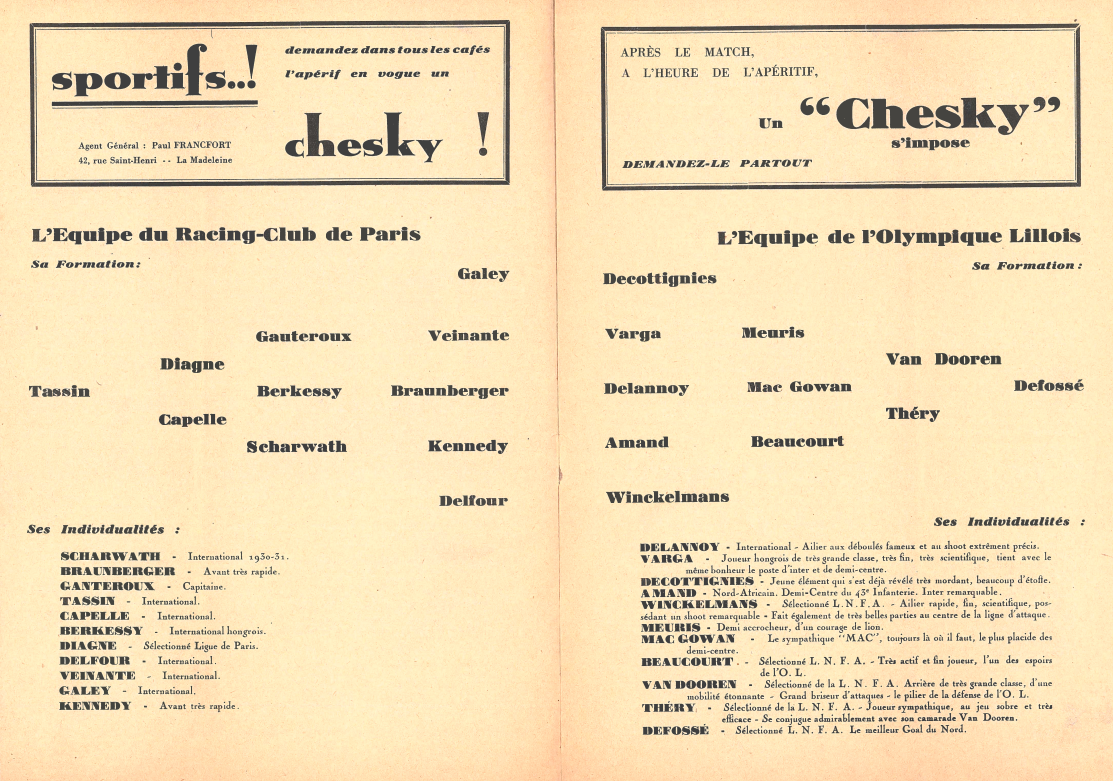 sportifs...!
demandez dans tous les cafés
l'apérif en vogue un
chesky !
Agent Général : Paul FRANCFORT
42, rue Saint-Henri -- La Madeleine
L'Equipe du Racing-Club de Paris
Sa Formation:
Galey
Gauteroux Veinante
Diagne
Tassin Berkessy Braunberger
Capelle
Scharwath Kennedy
Delfour
Ses Individualités :
SCHARWATH - International 1930-31.
BRAUNBERGER - Avant très rapide.
GANTEROUX - Capitaine.
TASSIN - International.
CAPELLE - International.
BERKESSY - International hongrois.
DIAGNE - Sélectionné Ligue de Paris.
DELFOUR - International.
VEINANTE - International.
GALEY - International.
KENNEDY - Avant très rapide.
APRÈS LE MATCH,
A L'HEURE DE L'APÉRITIF,
Un "Chesky"
s'impose
DEMANDEZ-LE PARTOUT
L'Equipe de l'Olympique Lillois
Sa Formation:
Decottignies
Varga Meuris
Van Dooren
Delannoy Mac Gowan Defossé
Théry
Amand Beaucourt
Winckelmans
Ses Individualités :
DELANNOY - International - Ailier aux déboulés fameux et au shoot extrêment précis.
VARGA - Joueur hongrois de très grande classe, très fin, très scientifique, tient avec le
même bonheur le poste d'inter et de demi-centre.
DECOTTIGNIES - Jeune élément qui s'est déjà révélé très mordant, beaucoup d'étoffe.
AMAND - Nord-Africain. Demi-Centre du 43e Infanterie. Inter remarquable.
WINCKELMANS - Sélectionné L. N. F. A. - Ailier rapide, fin, scientifique, pos-
sédant un shoot remarquable - Fait également de très belles parties au centre de la ligne d'attaque.
MEURIS - Demi accrocheur, d'un courage de lion.
MAC GOWAN - Le sympathique "MAC", toujours là où il faut, le plus placide des
demi-centre.
BEAUCOURT. - Sélectionné L. N. F. A. - Très actif et fin joueur, l'un des espoirs
de l'O. L.
VAN DOOREN - Sélectionné de la L. N. F. A. Arrière de très grande classe, d'une
mobilité étonnante - Grand briseur d'attaques - le pilier de la défense de l'O. L.
THÉRY - Sélectionné de la L. N. F. A. - Joueur sympathique, au jeu sobre et très
efficace - Se conjugue admirablement avec son camarade Van Dooren.
DEFOSSÉ - Sélectionné L. N. F. A. Le meilleur Goal du Nord.